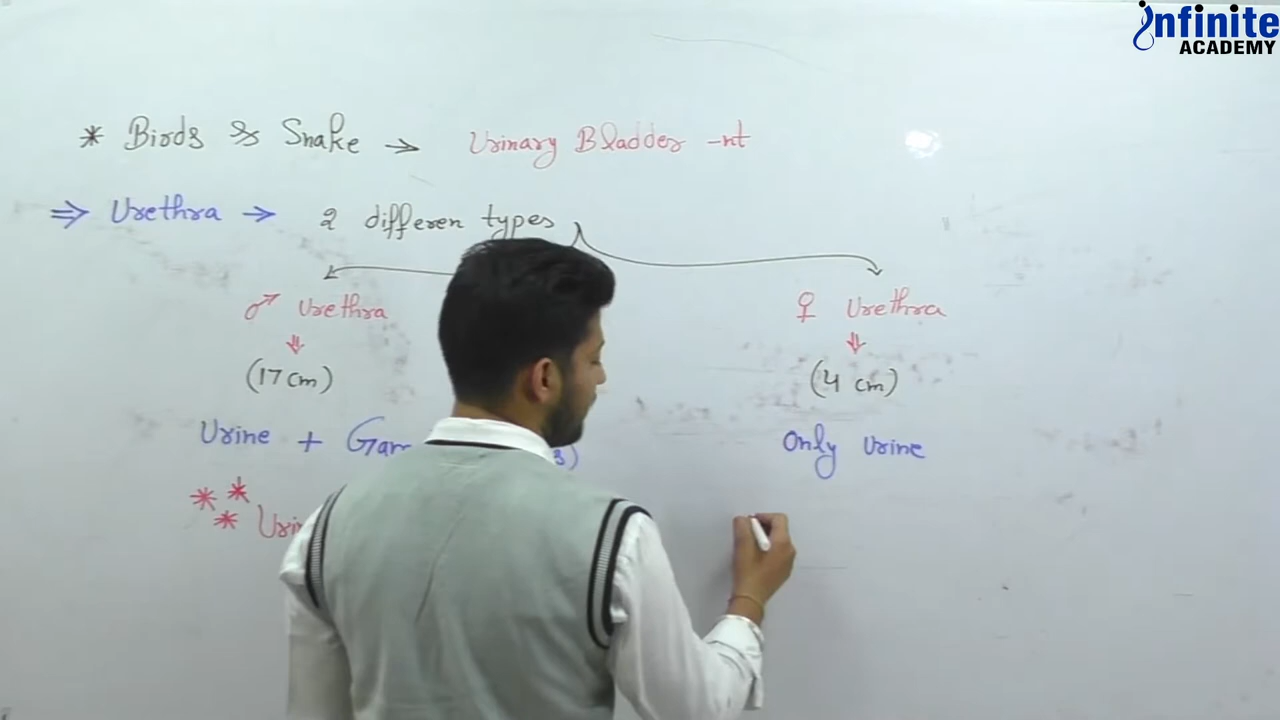 infinite
ACADEMY
* Birds & Snake → Urinary Bladder -nt
⇒ Urethra → 2 differen types
♂ Urethra
♀ Urethra
(17 cm)
(4 cm)
Urine +
Only Urine
***